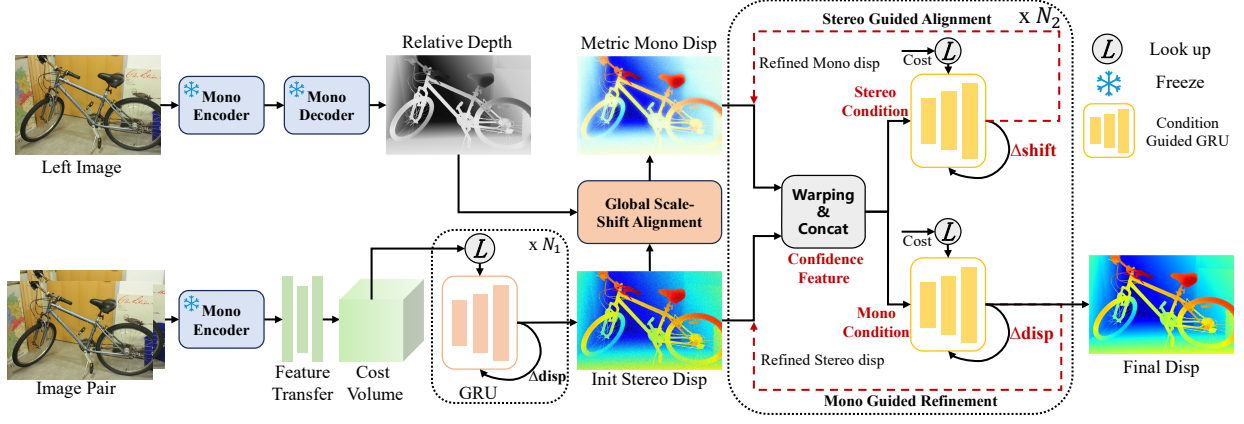 Stereo Guided Alignment
x N₂
Relative Depth
Metric Mono Disp
Refined Mono disp
Cost
L
L
Look up
Mono
Encoder
Mono
Decoder
Stereo
Condition
Freeze
Left Image
Δshift
Condition
Guided GRU
Global Scale-
Shift Alignment
Warping
&
Concat
Confidence
Feature
x N₁
L
Cost
L
Mono
Encoder
Mono
Condition
Δdisp
Refined Stereo disp
Image Pair
Feature
Transfer
Cost
Volume
Δdisp
GRU
Init Stereo Disp
Final Disp
Mono Guided Refinement